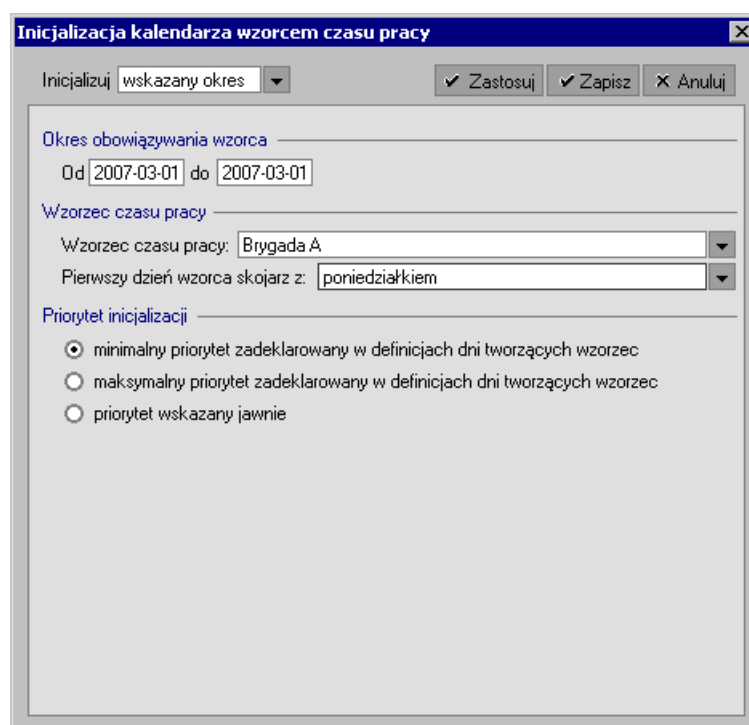 Inicjalizacja kalendarza wzorcem czasu pracy
Inicjalizuj wskazany okres Zastosuj Zapisz Anuluj
Okres obowiązywania wzorca
Od 2007-03-01 do 2007-03-01
Wzorzec czasu pracy
Wzorzec czasu pracy: Brygada A
Pierwszy dzień wzorca skojarz z: poniedziałkiem
Priorytet inicjalizacji
minimalny priorytet zadeklarowany w definicjach dni tworzących wzorzec
maksymalny priorytet zadeklarowany w definicjach dni tworzących wzorzec
priorytet wskazany jawnie